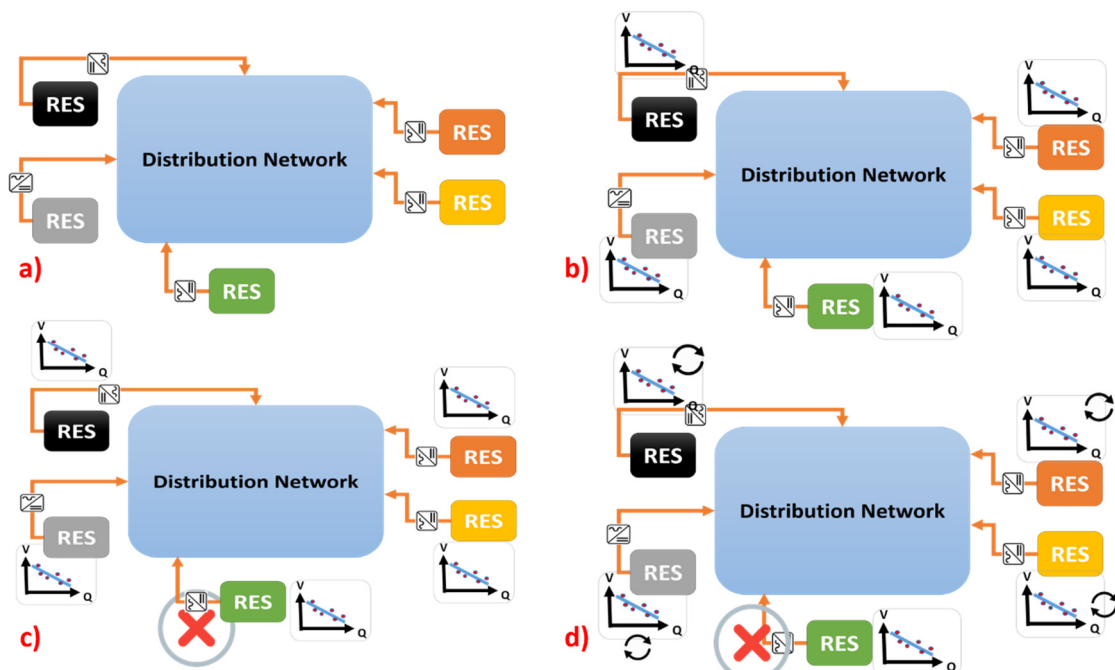 RES
Distribution Network
RES
RES
RES
RES
a)
V
Q
RES
V
Q
RES
Distribution Network
RES
V
Q
RES
V
Q
RES
V
Q
b)
V
Q
RES
V
Q
RES
Distribution Network
RES
V
Q
RES
V
Q
RES
V
Q
c)
V
Q
RES
V
Q
RES
Distribution Network
RES
V
Q
RES
V
Q
RES
V
Q
d)